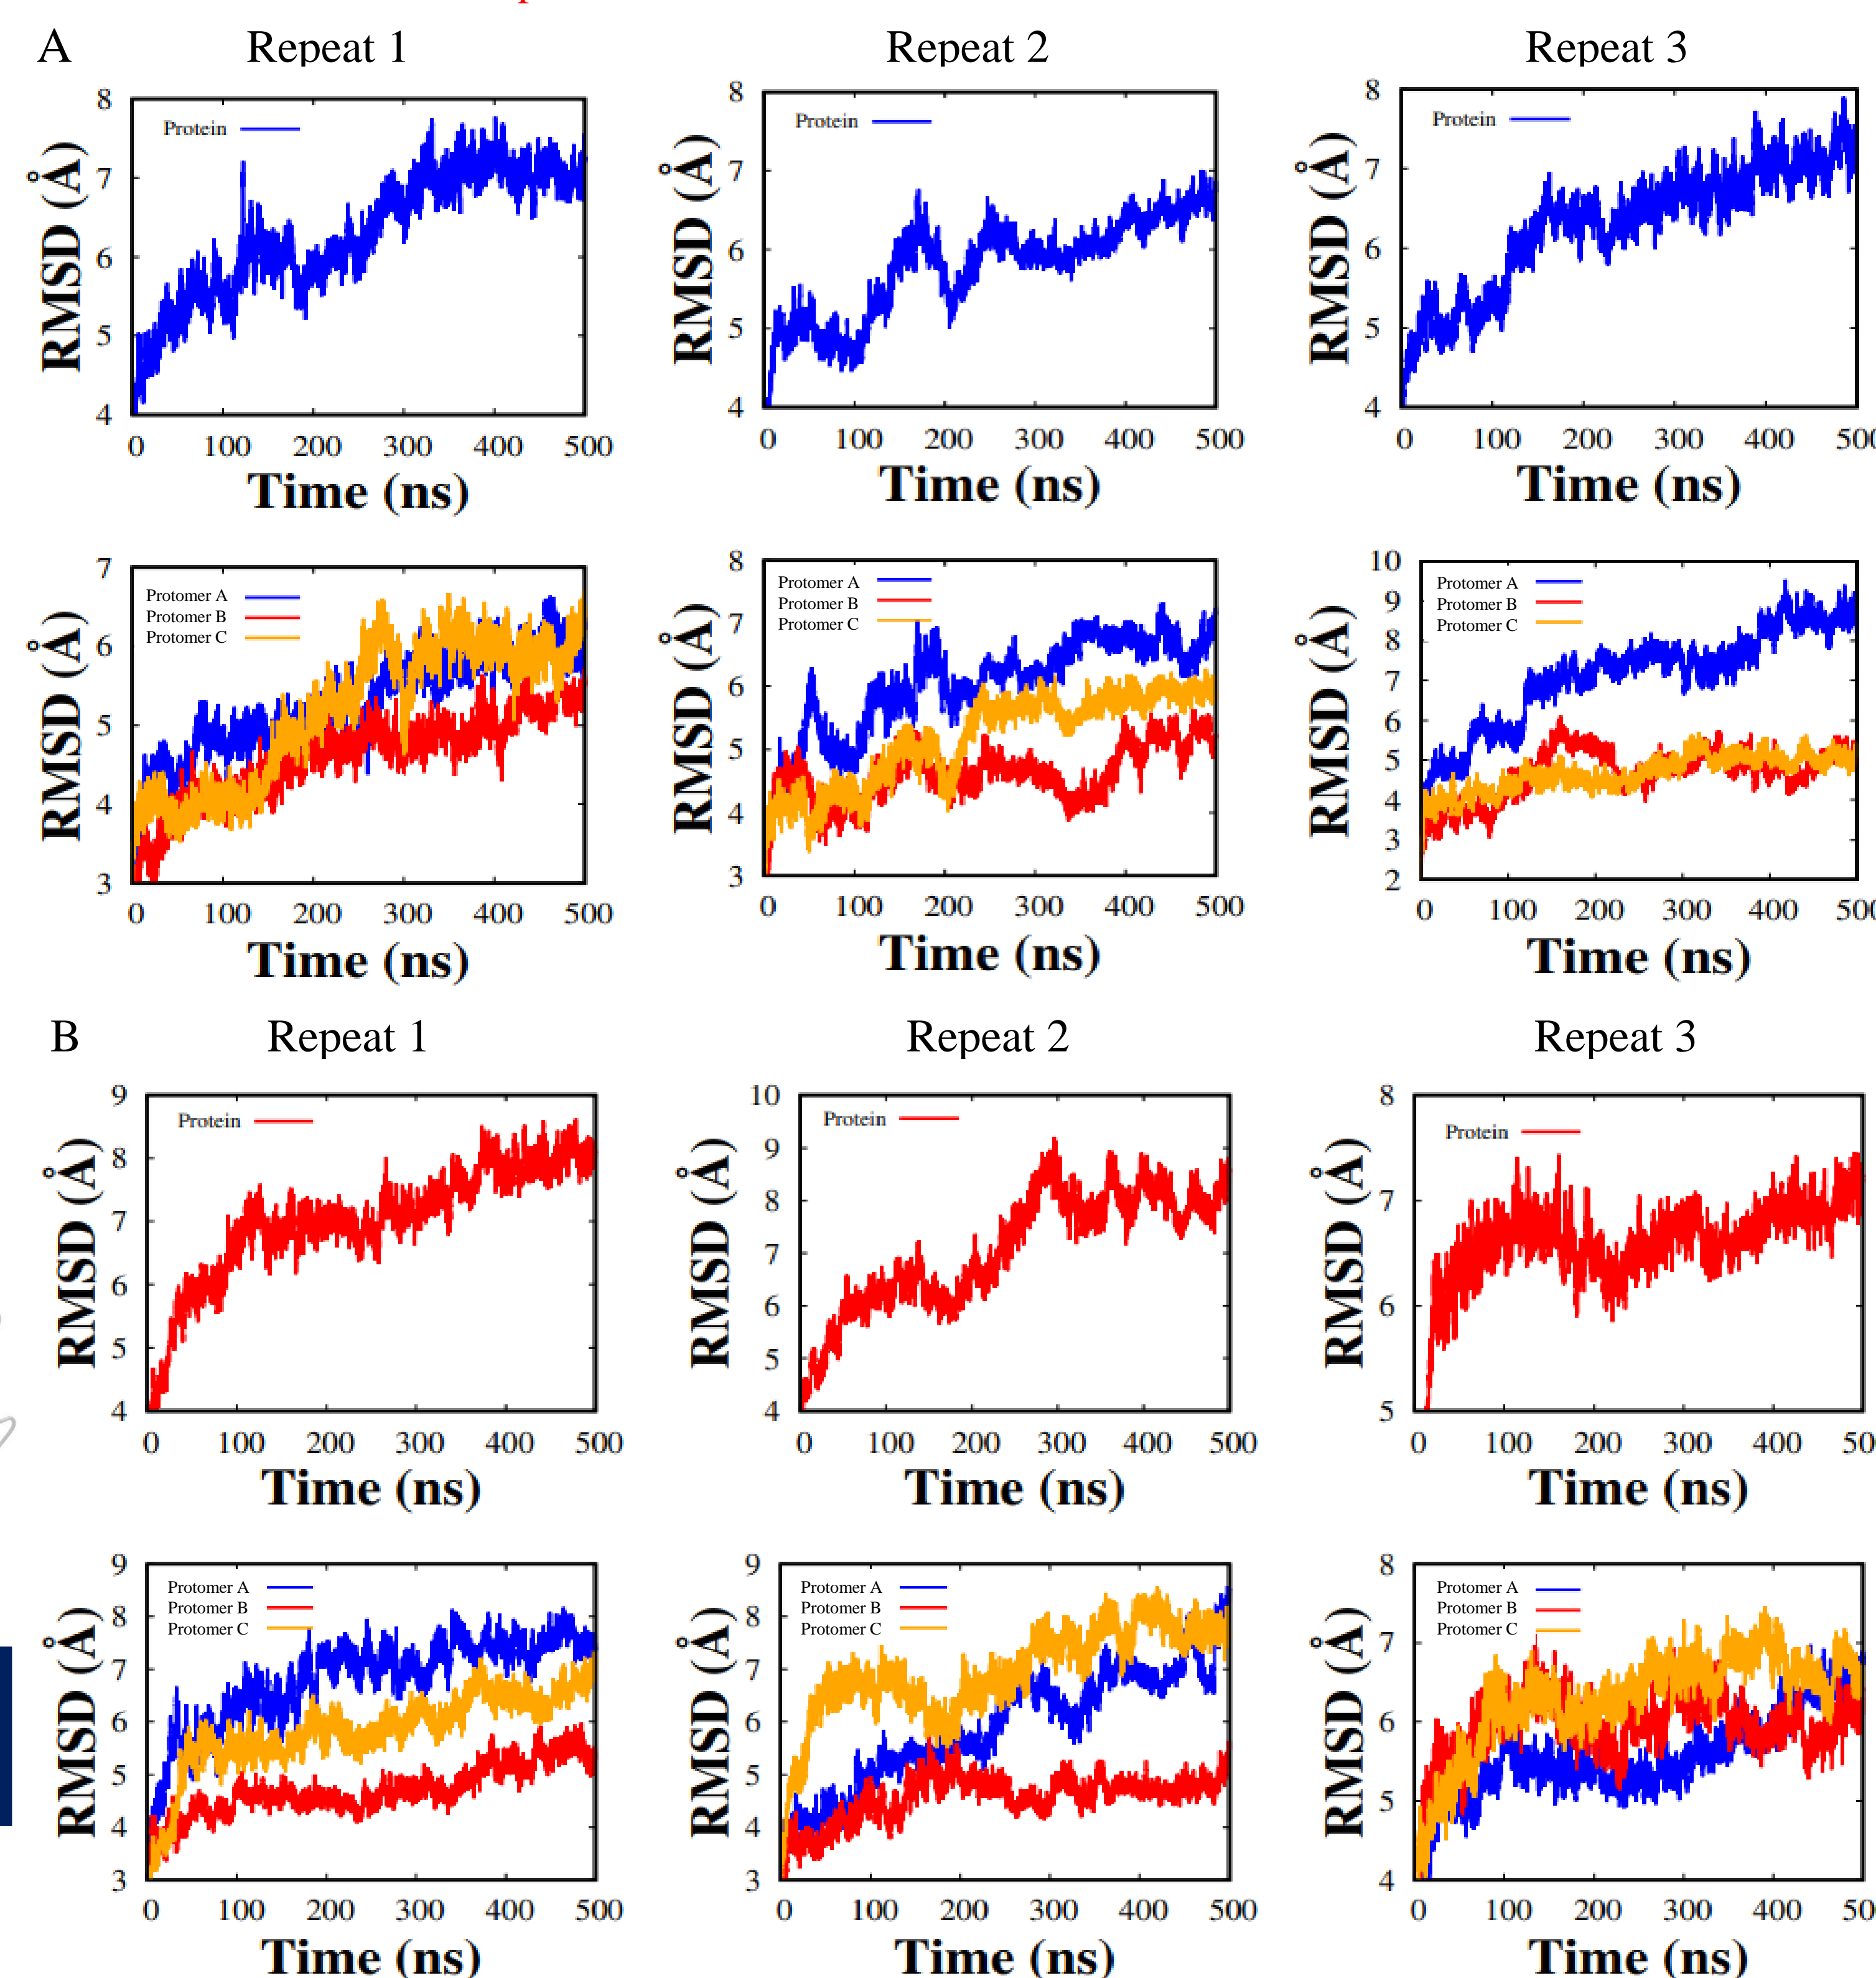 A Repeat 1 Repeat 2 Repeat 3
8 7 6 5 4
RMSD (Å)
Protein
0 100 200 300 400 500
Time (ns)
8 7 6 5 4
RMSD (Å)
Protein
0 100 200 300 400 500
Time (ns)
8 7 6 5 4
RMSD (Å)
Protein
0 100 200 300 400 500
Time (ns)
7 6 5 4 3
RMSD (Å)
Protomer A
Protomer B
Protomer C
0 100 200 300 400 500
Time (ns)
8 7 6 5 4 3
RMSD (Å)
Protomer A
Protomer B
Protomer C
0 100 200 300 400 500
Time (ns)
10 9 8 7 6 5 4 3 2
RMSD (Å)
Protomer A
Protomer B
Protomer C
0 100 200 300 400 500
Time (ns)
B Repeat 1 Repeat 2 Repeat 3
9 8 7 6 5 4
RMSD (Å)
Protein
0 100 200 300 400 500
Time (ns)
10 9 8 7 6 5 4
RMSD (Å)
Protein
0 100 200 300 400 500
Time (ns)
8 7 6 5
RMSD (Å)
Protein
0 100 200 300 400 50
Time (ns)
9 8 7 6 5 4 3
RMSD (Å)
Protomer A
Protomer B
Protomer C
0 100 200 300 400 500
Time (ns)
9 8 7 6 5 4 3
RMSD (Å)
Protomer A
Protomer B
Protomer C
0 100 200 300 400 500
Time (ns)
8 7 6 5 4
RMSD (Å)
Protomer A
Protomer B
Protomer C
0 100 200 300 400 50
Time (ns)